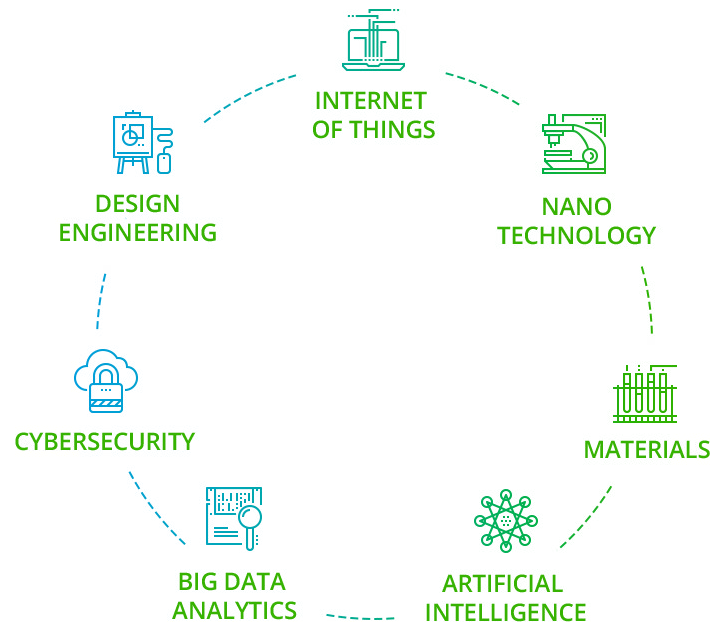 INTERNET
OF THINGS
NANO
TECHNOLOGY
MATERIALS
ARTIFICIAL
INTELLIGENCE
BIG DATA
ANALYTICS
CYBERSECURITY
DESIGN
ENGINEERING